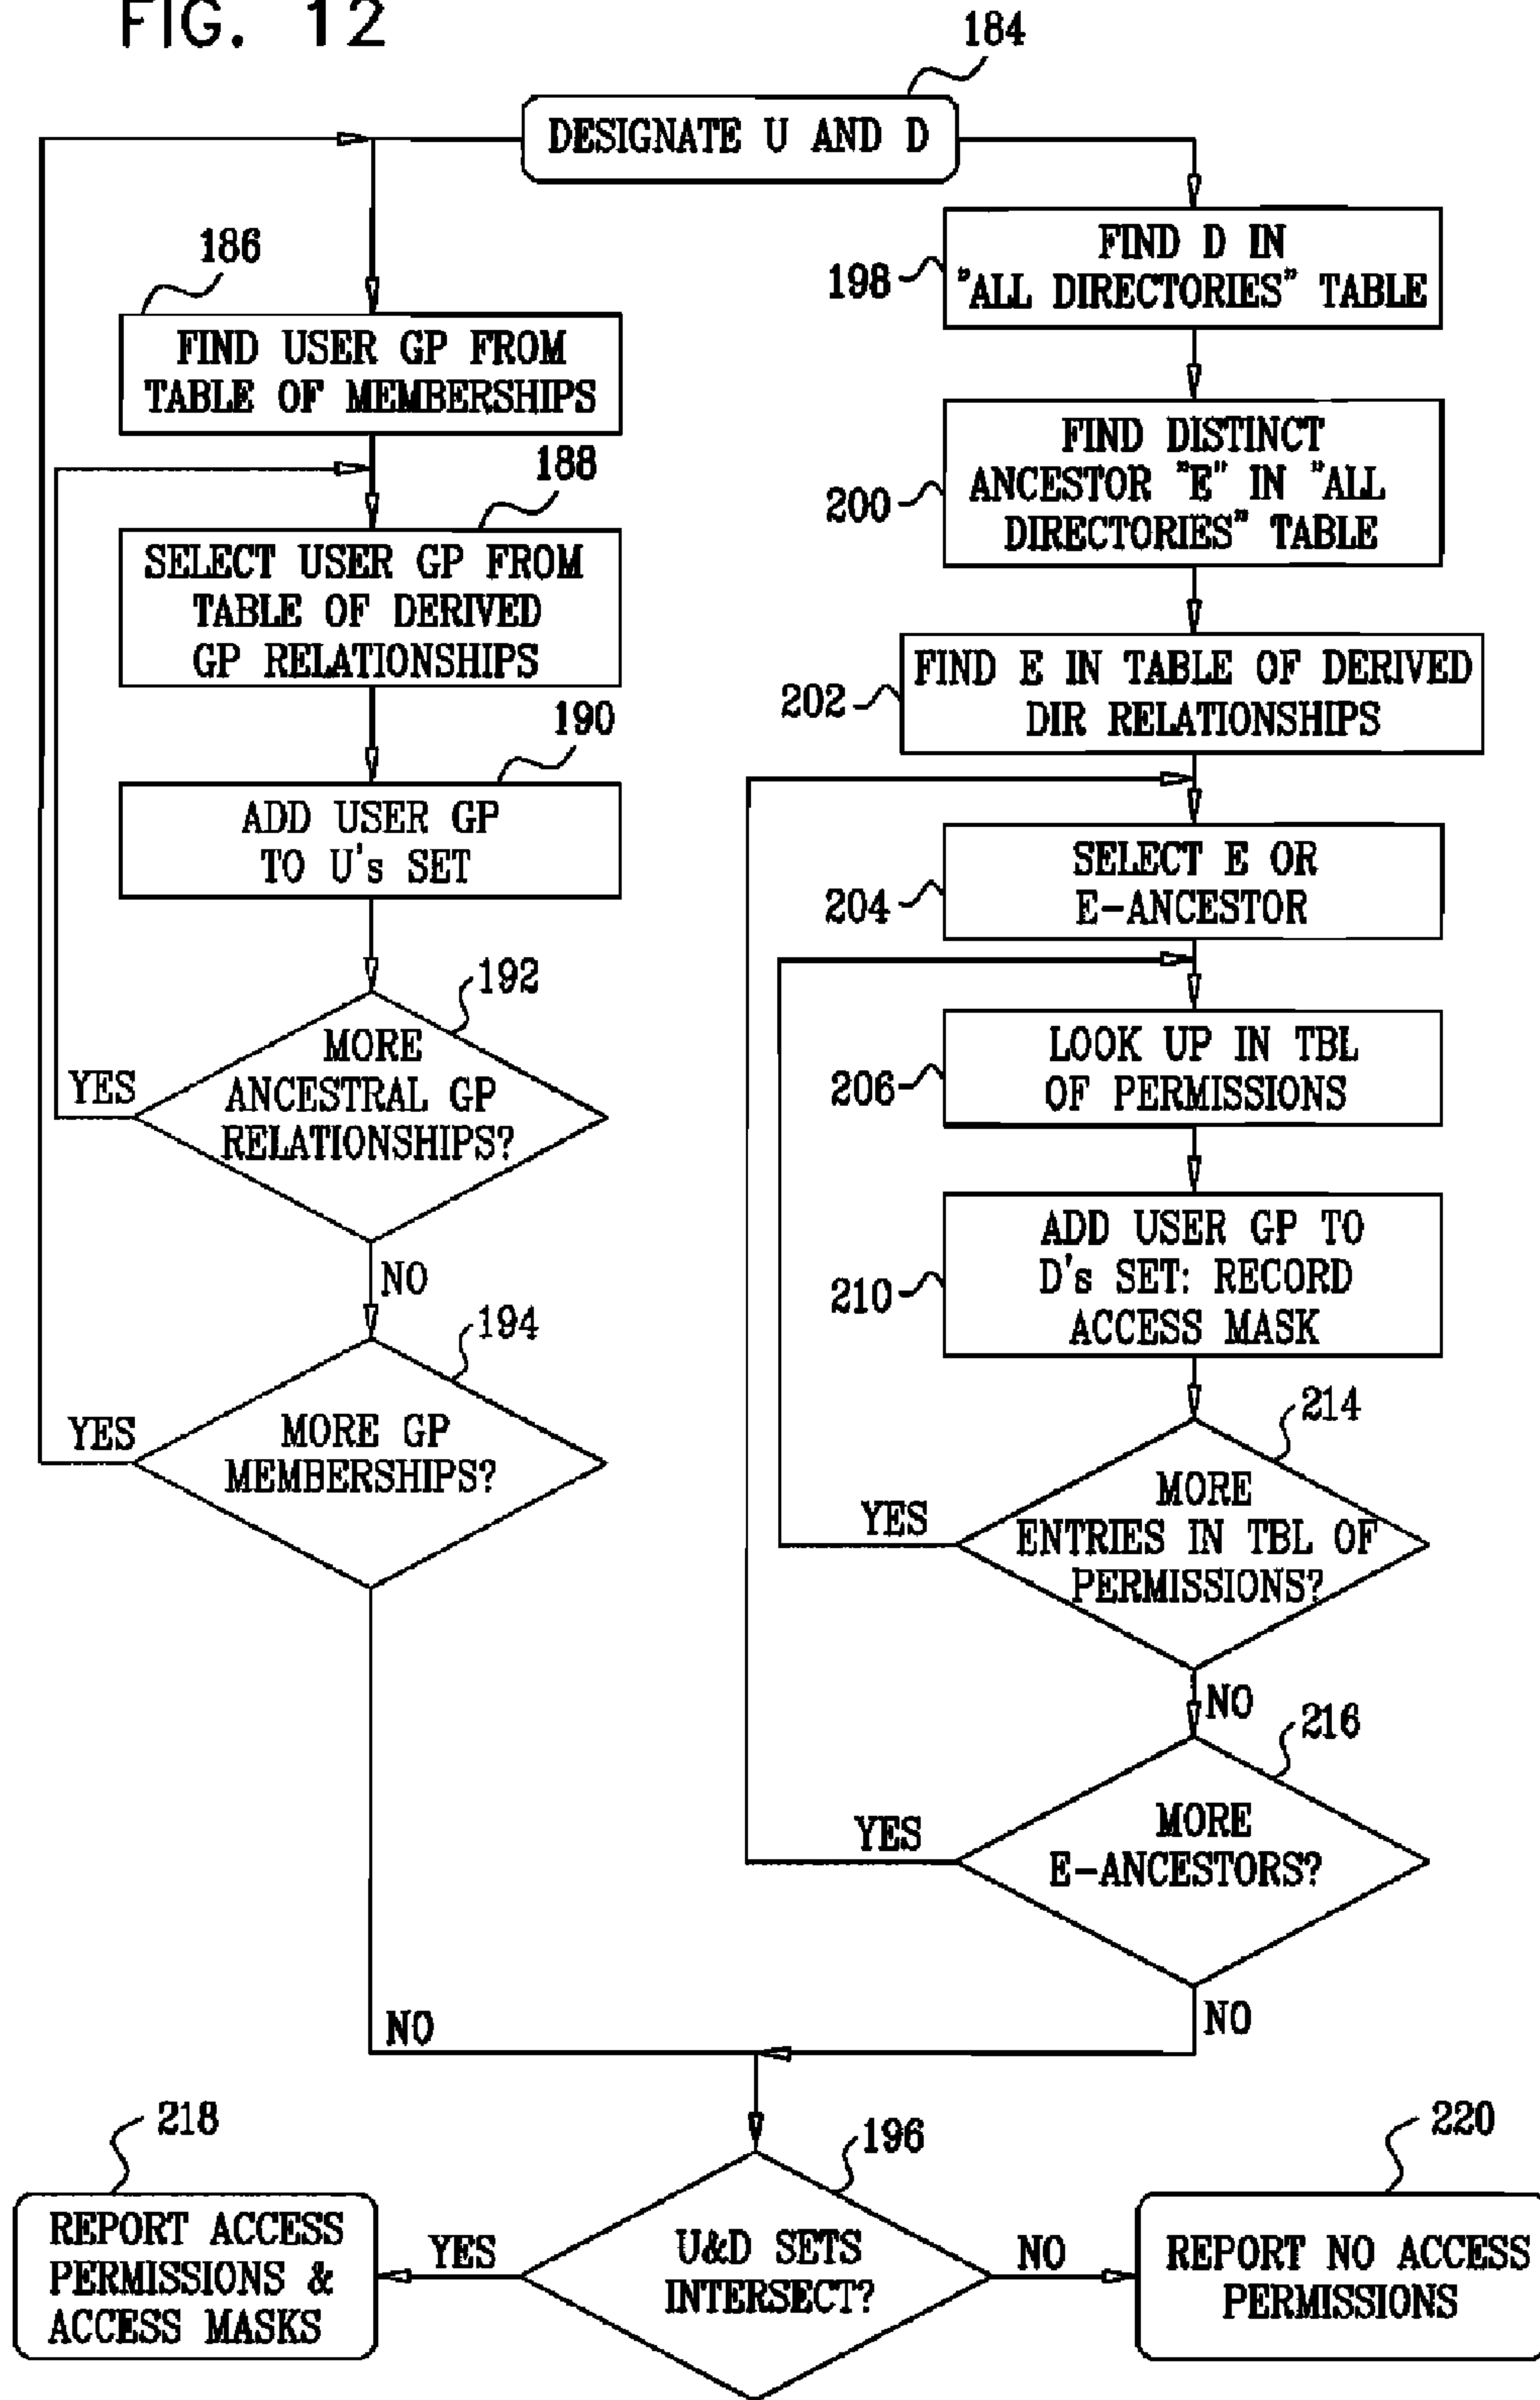 FIG. 12
184
DESIGNATE U AND D
186
FIND USER GP FROM
TABLE OF MEMBERSHIPS
188
SELECT USER GP FROM
TABLE OF DERIVED
GP RELATIONSHIPS
190
ADD USER GP
TO U's SET
192
MORE
ANCESTRAL GP
RELATIONSHIPS?
YES
NO
194
MORE GP
MEMBERSHIPS?
YES
NO
198
FIND D IN
"ALL DIRECTORIES" TABLE
200
FIND DISTINCT
ANCESTOR "E" IN "ALL
DIRECTORIES" TABLE
202
FIND E IN TABLE OF DERIVED
DIR RELATIONSHIPS
204
SELECT E OR
E-ANCESTOR
206
LOOK UP IN TBL
OF PERMISSIONS
210
ADD USER GP TO
D's SET: RECORD
ACCESS MASK
214
MORE
ENTRIES IN TBL OF
PERMISSIONS?
YES
NO
216
MORE
E-ANCESTORS?
YES
NO
196
U&D SETS
INTERSECT?
YES
NO
218
REPORT ACCESS
PERMISSIONS &
ACCESS MASKS
220
REPORT NO ACCESS
PERMISSIONS